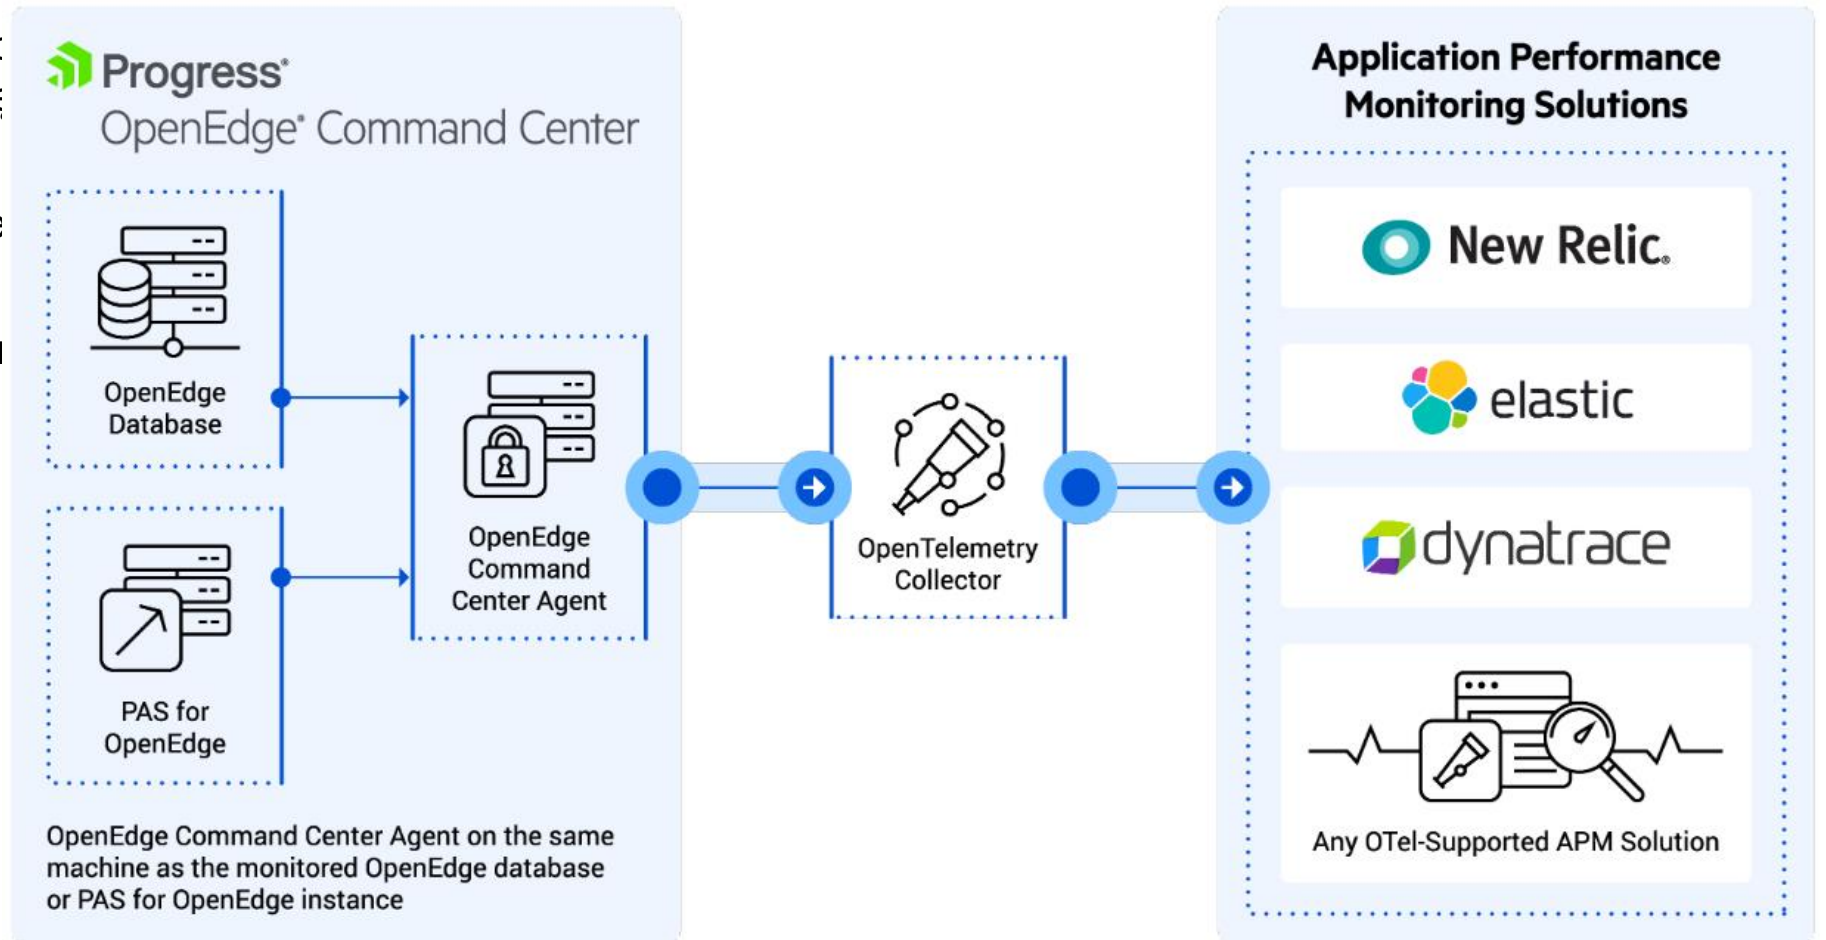 Progress®
OpenEdge® Command Center
OpenEdge
Database
PAS for
OpenEdge
OpenEdge
Command
Center Agent
OpenEdge Command Center Agent on the same
machine as the monitored OpenEdge database
or PAS for OpenEdge instance
OpenTelemetry
Collector
Application Performance
Monitoring Solutions
New Relic®
elastic
dynatrace
Any OTel-Supported APM Solution